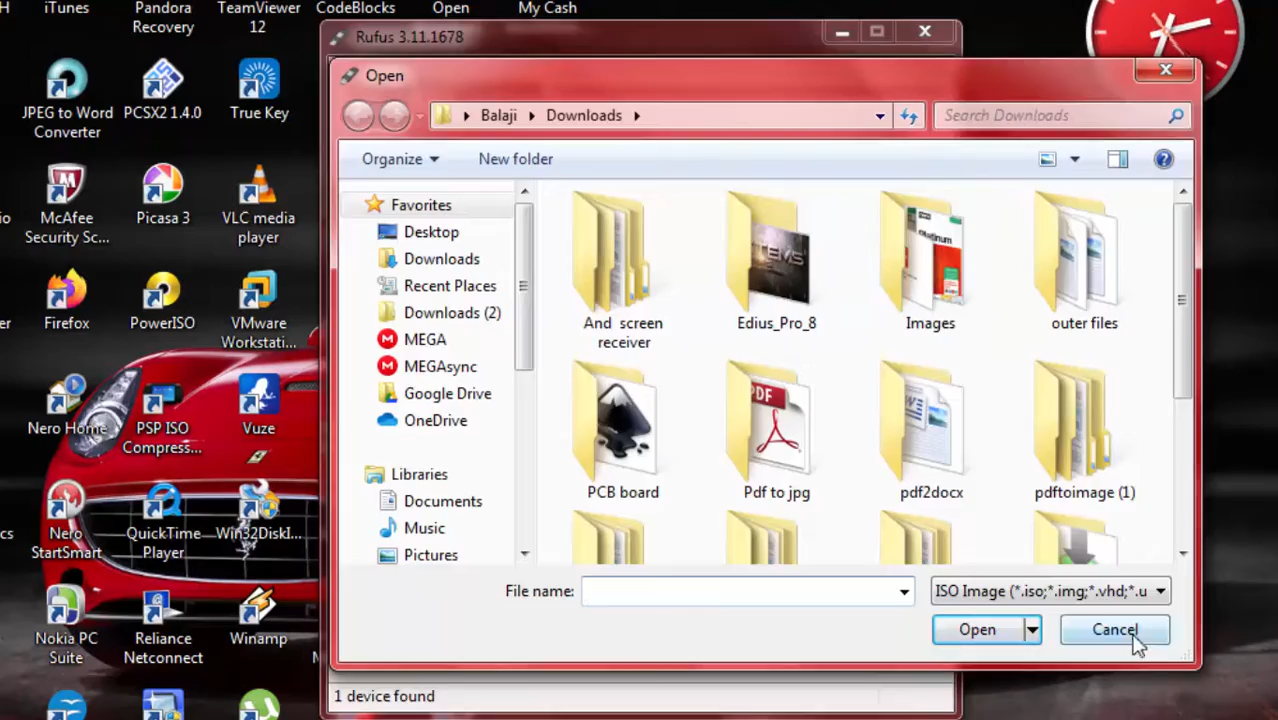 iTunes
Pandora
Recovery
TeamViewer
12
CodeBlocks
Open
My Cash
JPEG to Word
Converter
PCSX2 1.4.0
True Key
McAfee
Security Sc...
Picasa 3
VLC media
player
Firefox
PowerISO
VMware
Workstati...
Nero Home
PSP ISO
Compress...
Vuze
Nero
StartSmart
QuickTime
Player
Win32DiskI...
Nokia PC
Suite
Reliance
Netconnect
Winamp
Rufus 3.11.1678
Open
Balaji
Downloads
Search Downloads
Organize
New folder
Favorites
Desktop
Downloads
Recent Places
Downloads (2)
MEGA
MEGAsync
Google Drive
OneDrive
Libraries
Documents
Music
Pictures
And screen
receiver
Edius_Pro_8
Images
outer files
PCB board
Pdf to jpg
pdf2docx
pdftoimage (1)
File name:
ISO Image (*.iso;*.img;*.vhd;*.u
Open
Cancel
1 device found